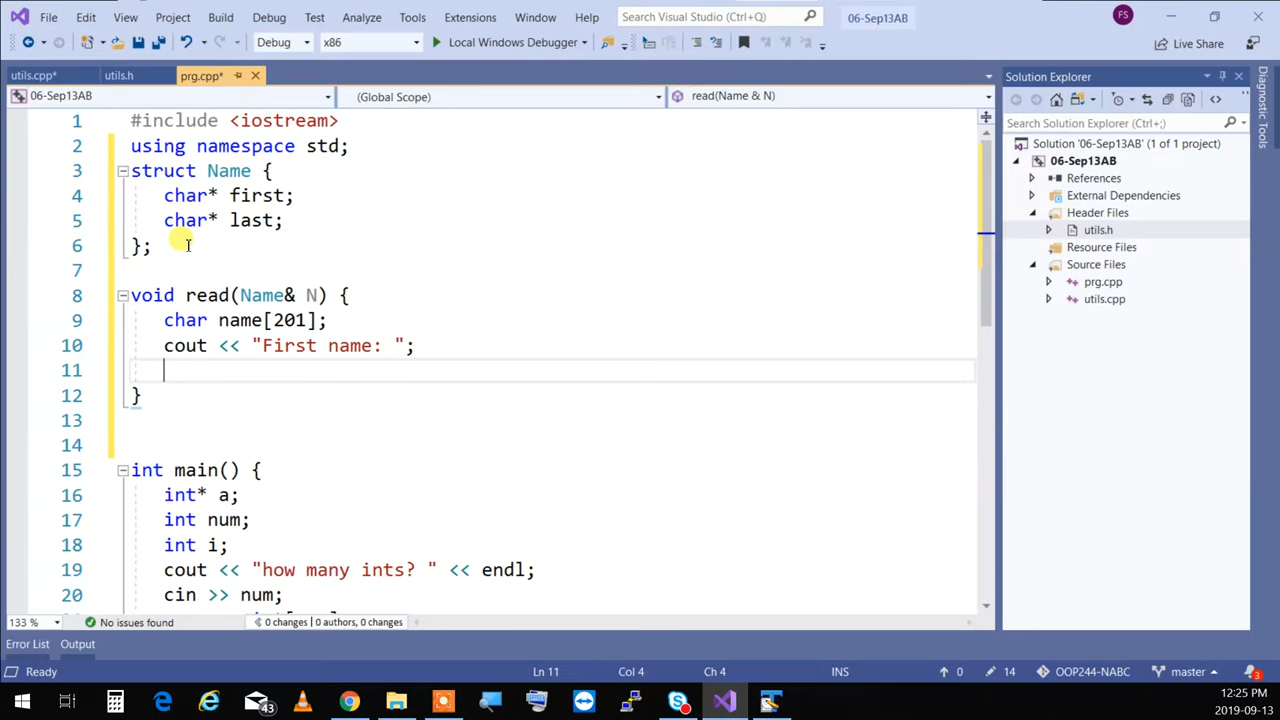 File Edit View Project Build Debug Test Analyze Tools Extensions Window Help Search Visual Studio (Ctrl+Q) 06-Sep13AB FS
Debug x86 Local Windows Debugger Live Share
utils.cpp* utils.h prg.cpp* Solution Explorer
06-Sep13AB (Global Scope) read(Name & N)
Search Solution Explorer (Ctrl+;)
Solution '06-Sep13AB' (1 of 1 project)
06-Sep13AB
References
External Dependencies
Header Files
utils.h
Resource Files
Source Files
prg.cpp
utils.cpp
Diagnostic Tools
1 #include <iostream>
2 using namespace std;
3 struct Name {
4 char* first;
5 char* last;
6 };
7
8 void read(Name& N) {
9 char name[201];
10 cout << "First name: ";
11
12 }
13
14
15 int main() {
16 int* a;
17 int num;
18 int i;
19 cout << "how many ints? " << endl;
20 cin >> num;
133 % No issues found 0 changes | 0 authors, 0 changes
Error List Output
Ready Ln 11 Col 4 Ch 4 INS 0 14 OOP244-NABC master 3
43
12:25 PM
2019-09-13